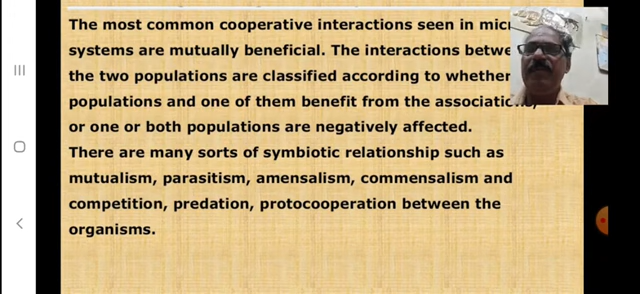 The most common cooperative interactions seen in
systems are mutually beneficial. The interactions
the two populations are classified according to whether
populations and one of them benefit from the
or one or both populations are negatively affected.
There are many sorts of symbiotic relationship such as
mutualism, parasitism, amensalism, commensalism and
competition, predation, protocooperation between the
organisms.